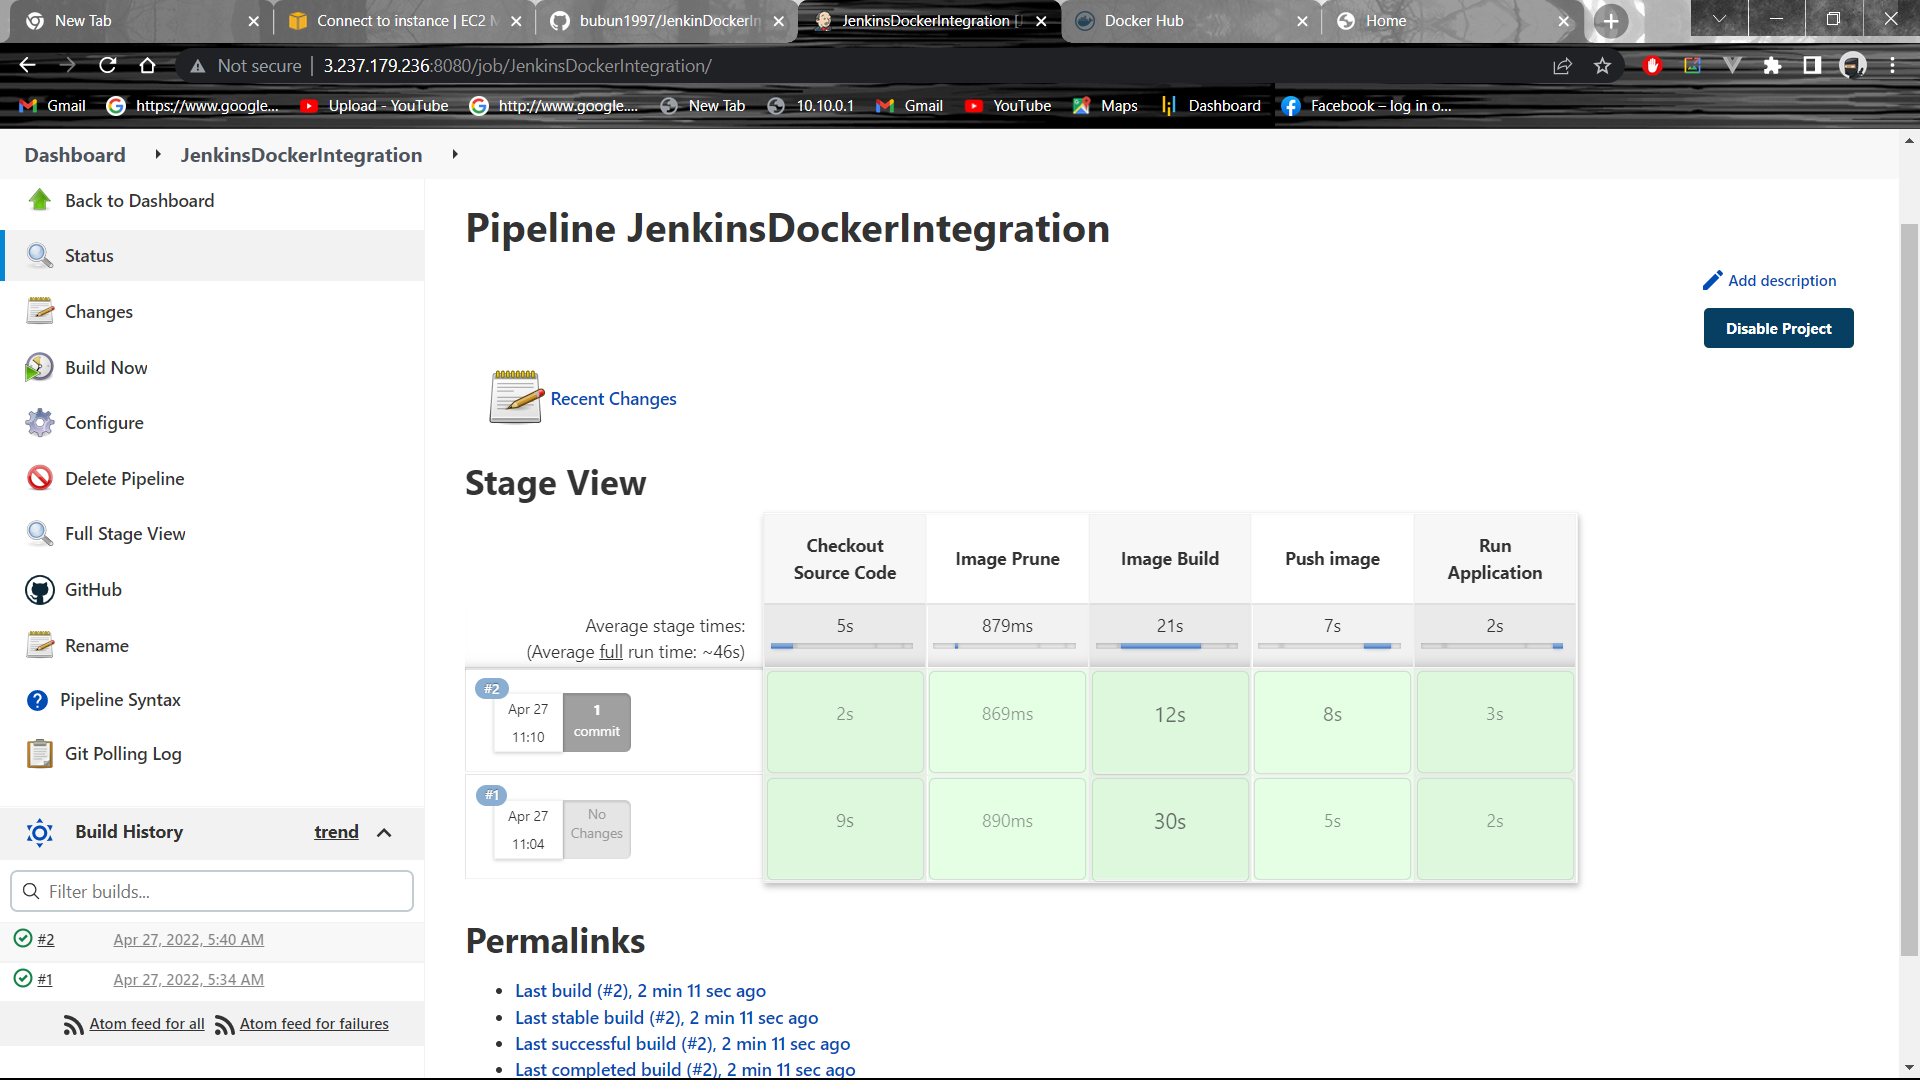 New Tab
Connect to instance | EC2 M
bubun1997/JenkinDockerIn
JenkinsDockerIntegration [J
Docker Hub
Home
Not secure
3.237.179.236:8080/job/JenkinsDockerIntegration/
Gmail
https://www.google...
Upload - YouTube
http://www.google....
New Tab
10.10.0.1
Gmail
YouTube
Maps
Dashboard
Facebook – log in o...
Dashboard
JenkinsDockerIntegration
Back to Dashboard
Status
Changes
Build Now
Configure
Delete Pipeline
Full Stage View
GitHub
Rename
Pipeline Syntax
Git Polling Log
Build History
trend
Filter builds...
#2
Apr 27, 2022, 5:40 AM
#1
Apr 27, 2022, 5:34 AM
Atom feed for all
Atom feed for failures
Pipeline JenkinsDockerIntegration
Add description
Disable Project
Recent Changes
Stage View
Checkout
Source Code
Image Prune
Image Build
Push image
Run
Application
Average stage times:
(Average full run time: ~46s)
5s
879ms
21s
7s
2s
#2
Apr 27
11:10
1
commit
2s
869ms
12s
8s
3s
#1
Apr 27
11:04
No
Changes
9s
890ms
30s
5s
2s
Permalinks
Last build (#2), 2 min 11 sec ago
Last stable build (#2), 2 min 11 sec ago
Last successful build (#2), 2 min 11 sec ago
Last completed build (#2), 2 min 11 sec ago